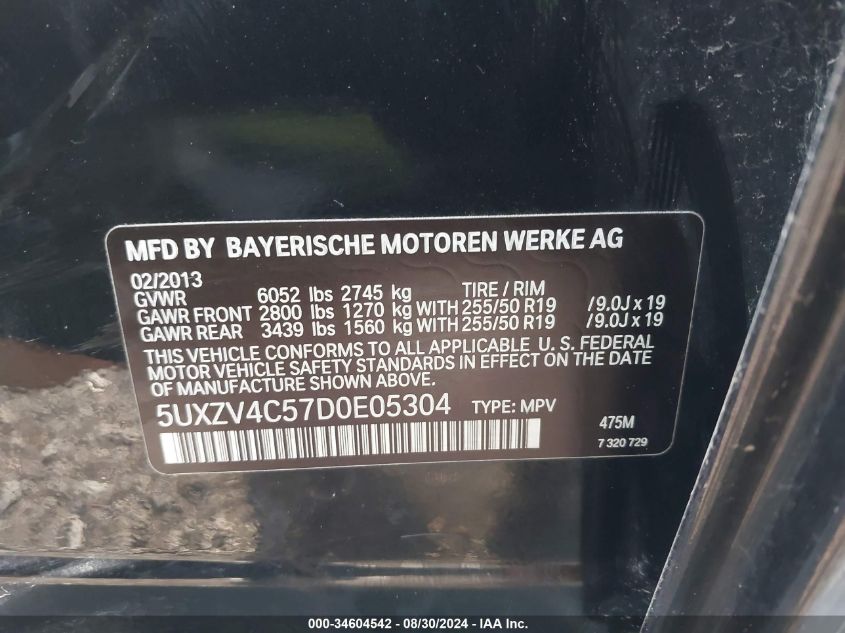 MFD BY BAYERISCHE MOTOREN WERKE AG
02/2013
GVWR 6052 lbs 2745 kg TIRE / RIM
GAWR FRONT 2800 lbs 1270 kg WITH 255/50 R19 /9.0J x 19
GAWR REAR 3439 lbs 1560 kg WITH 255/50 R19 /9.0J x 19
THIS VEHICLE CONFORMS TO ALL APPLICABLE U. S. FEDERAL
MOTOR VEHICLE SAFETY STANDARDS IN EFFECT ON THE DATE
OF MANUFACTURE SHOWN ABOVE.
5UXZV4C57D0E05304 TYPE: MPV
475M
7 320 729
000-34604542 - 08/30/2024 - IAA Inc.